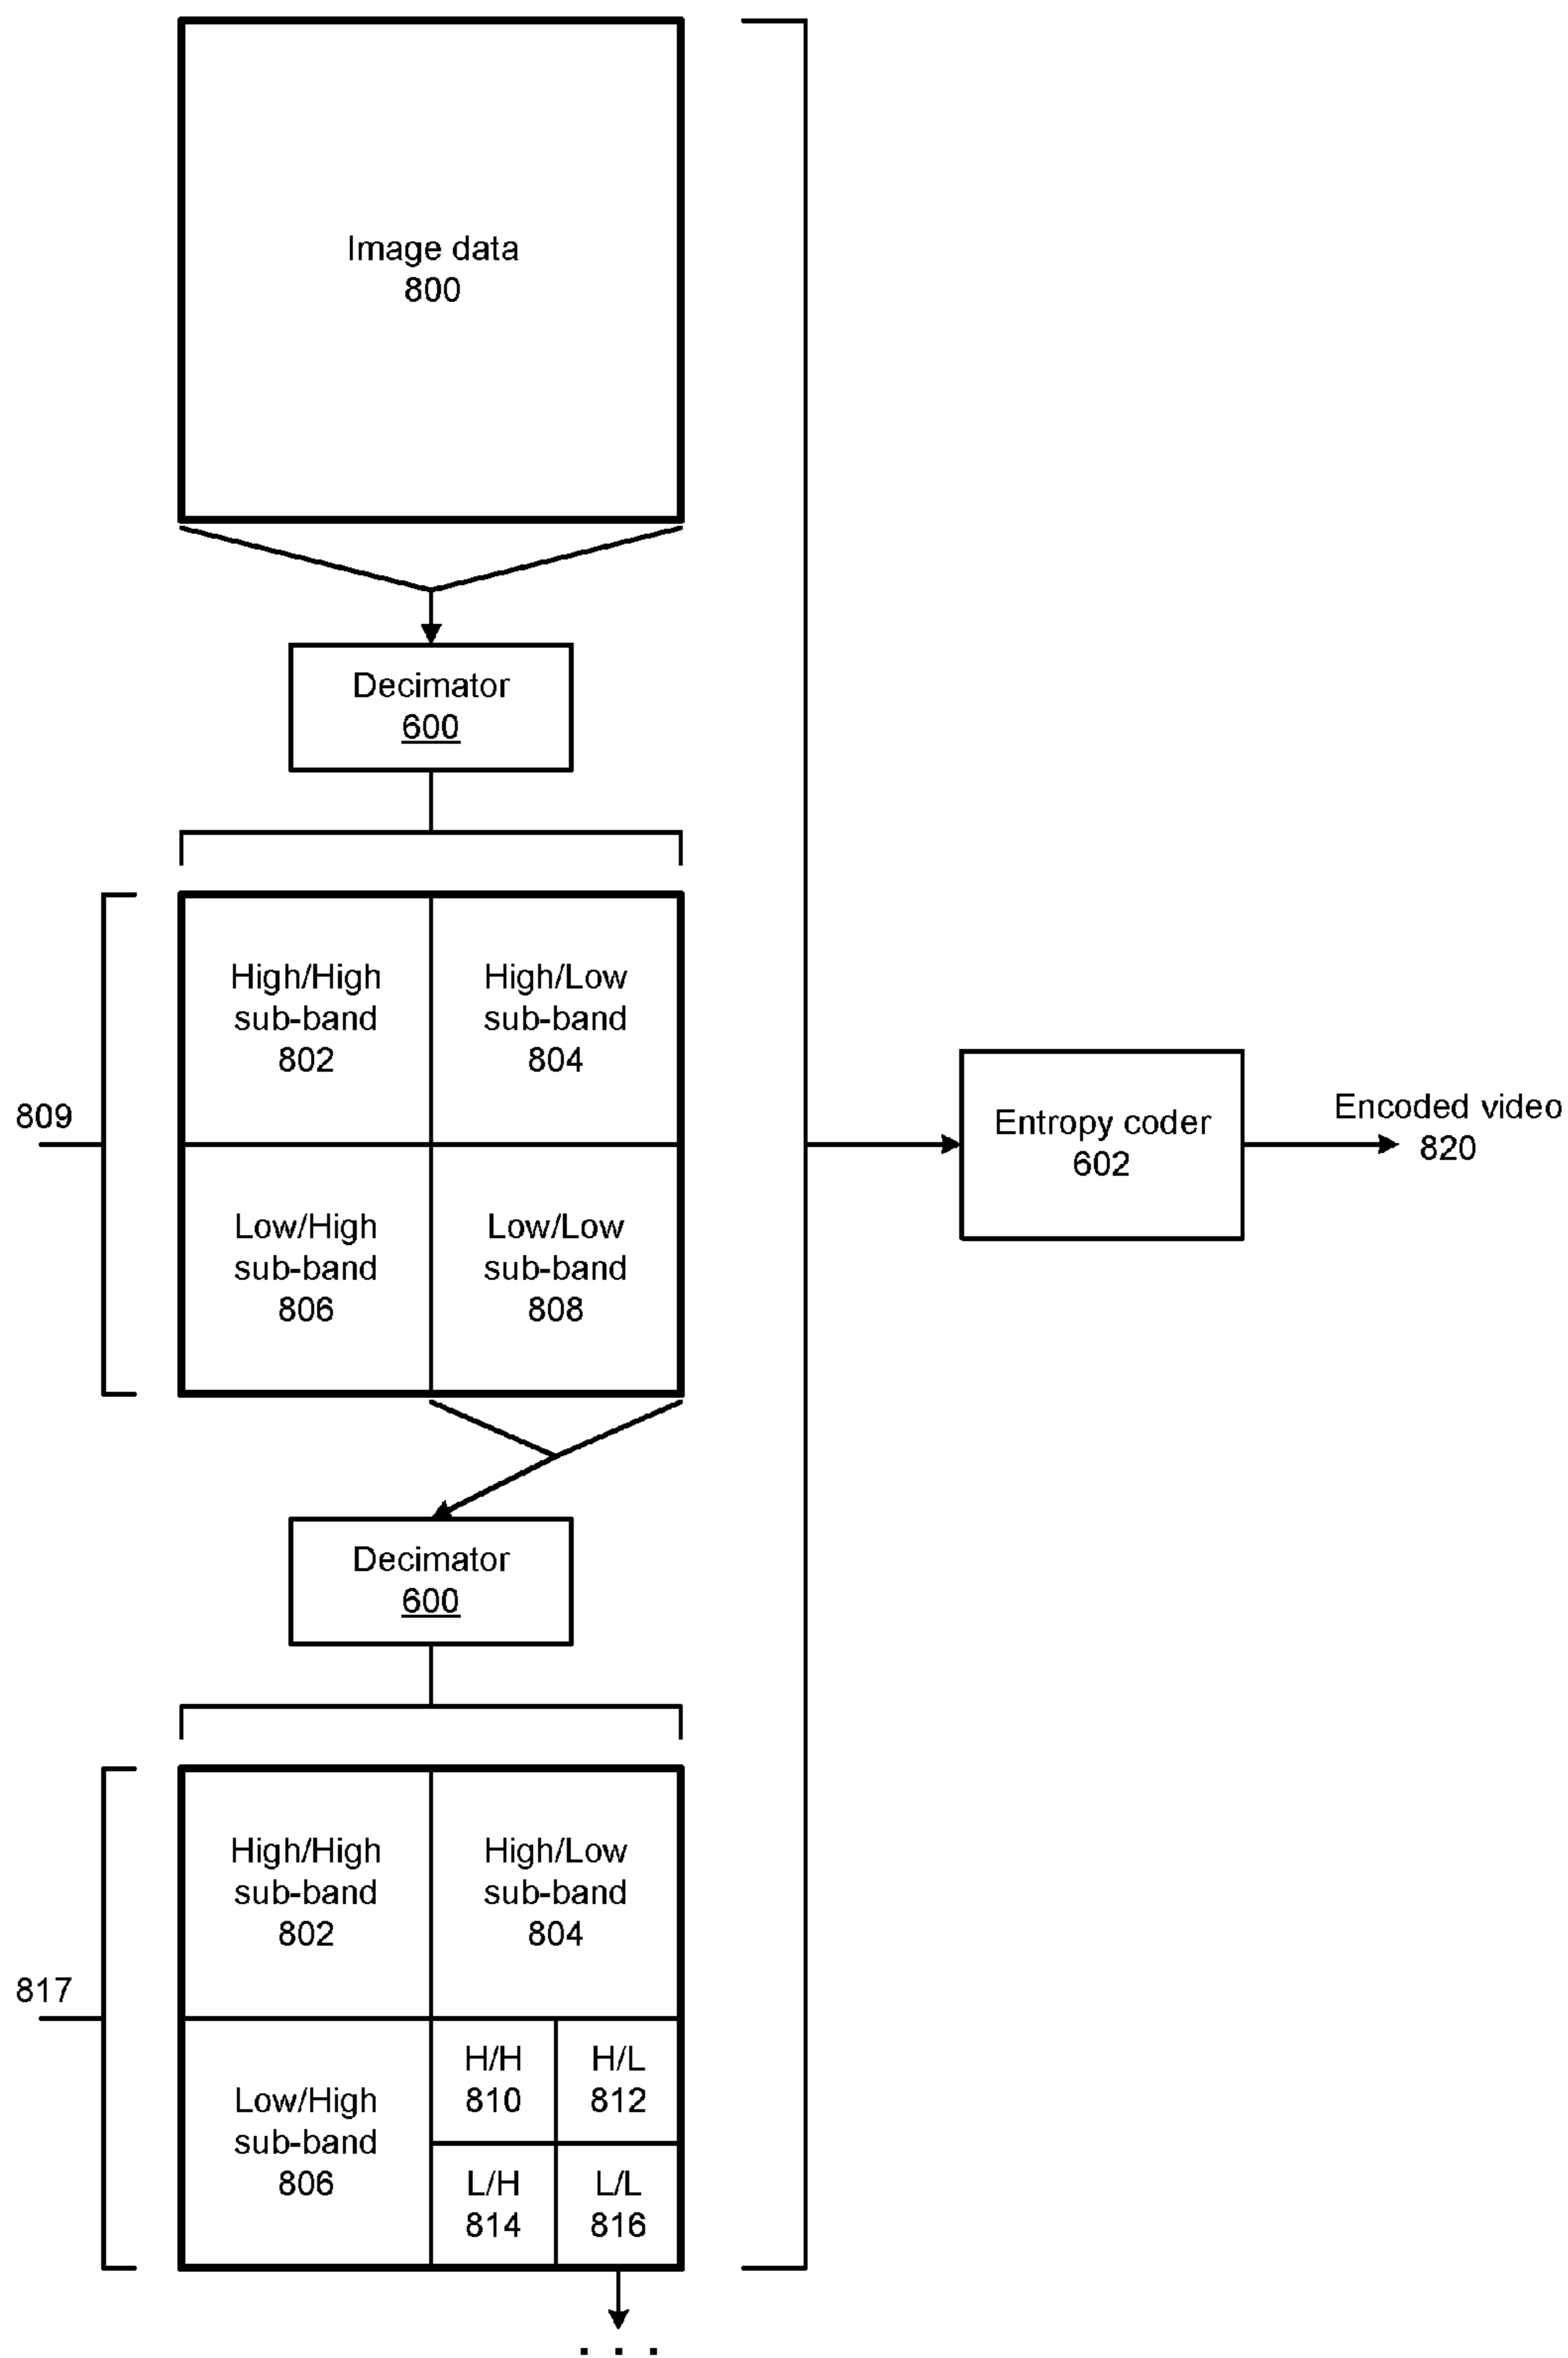 Image data
800
Decimator
600
High/High
sub-band
802
High/Low
sub-band
804
809
Low/High
sub-band
806
Low/Low
sub-band
808
Entropy coder
602
Encoded video
820
Decimator
600
High/High
sub-band
802
High/Low
sub-band
804
817
Low/High
sub-band
806
H/H
810
H/L
812
L/H
814
L/L
816
. . .